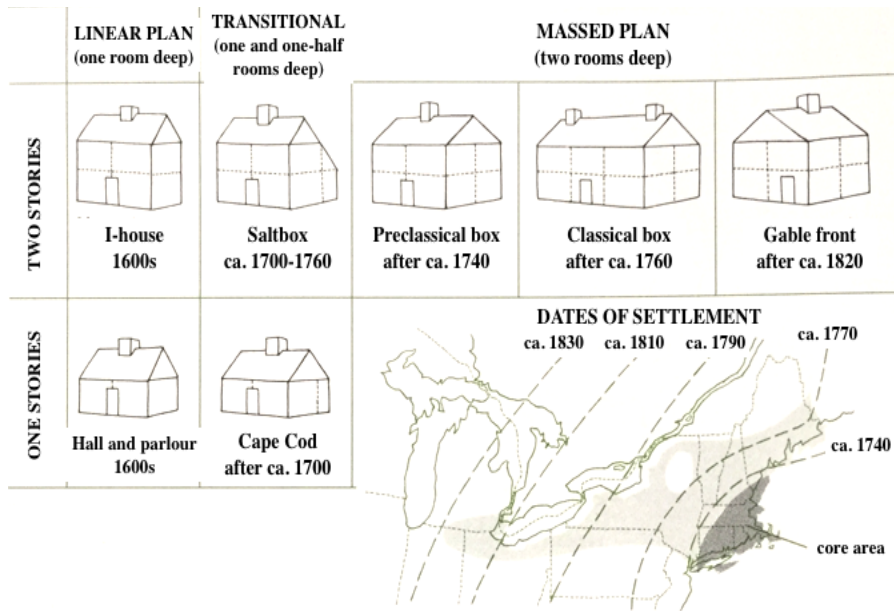 LINEAR PLAN
(one room deep)
TRANSITIONAL
(one and one-half
rooms deep)
MASSED PLAN
(two rooms deep)
TWO STORIES
I-house
1600s
Saltbox
ca. 1700-1760
Preclassical box
after ca. 1740
Classical box
after ca. 1760
Gable front
after ca. 1820
ONE STORIES
Hall and parlour
1600s
Cape Cod
after ca. 1700
DATES OF SETTLEMENT
ca. 1830
ca. 1810
ca. 1790
ca. 1770
ca. 1740
core area